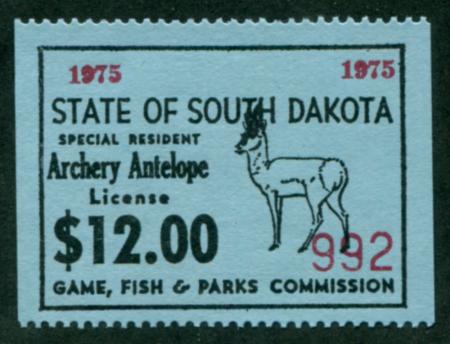 1975 1975
STATE OF SOUTH DAKOTA
SPECIAL RESIDENT
Archery Antelope
License
$12.00
992
GAME, FISH & PARKS COMMISSION